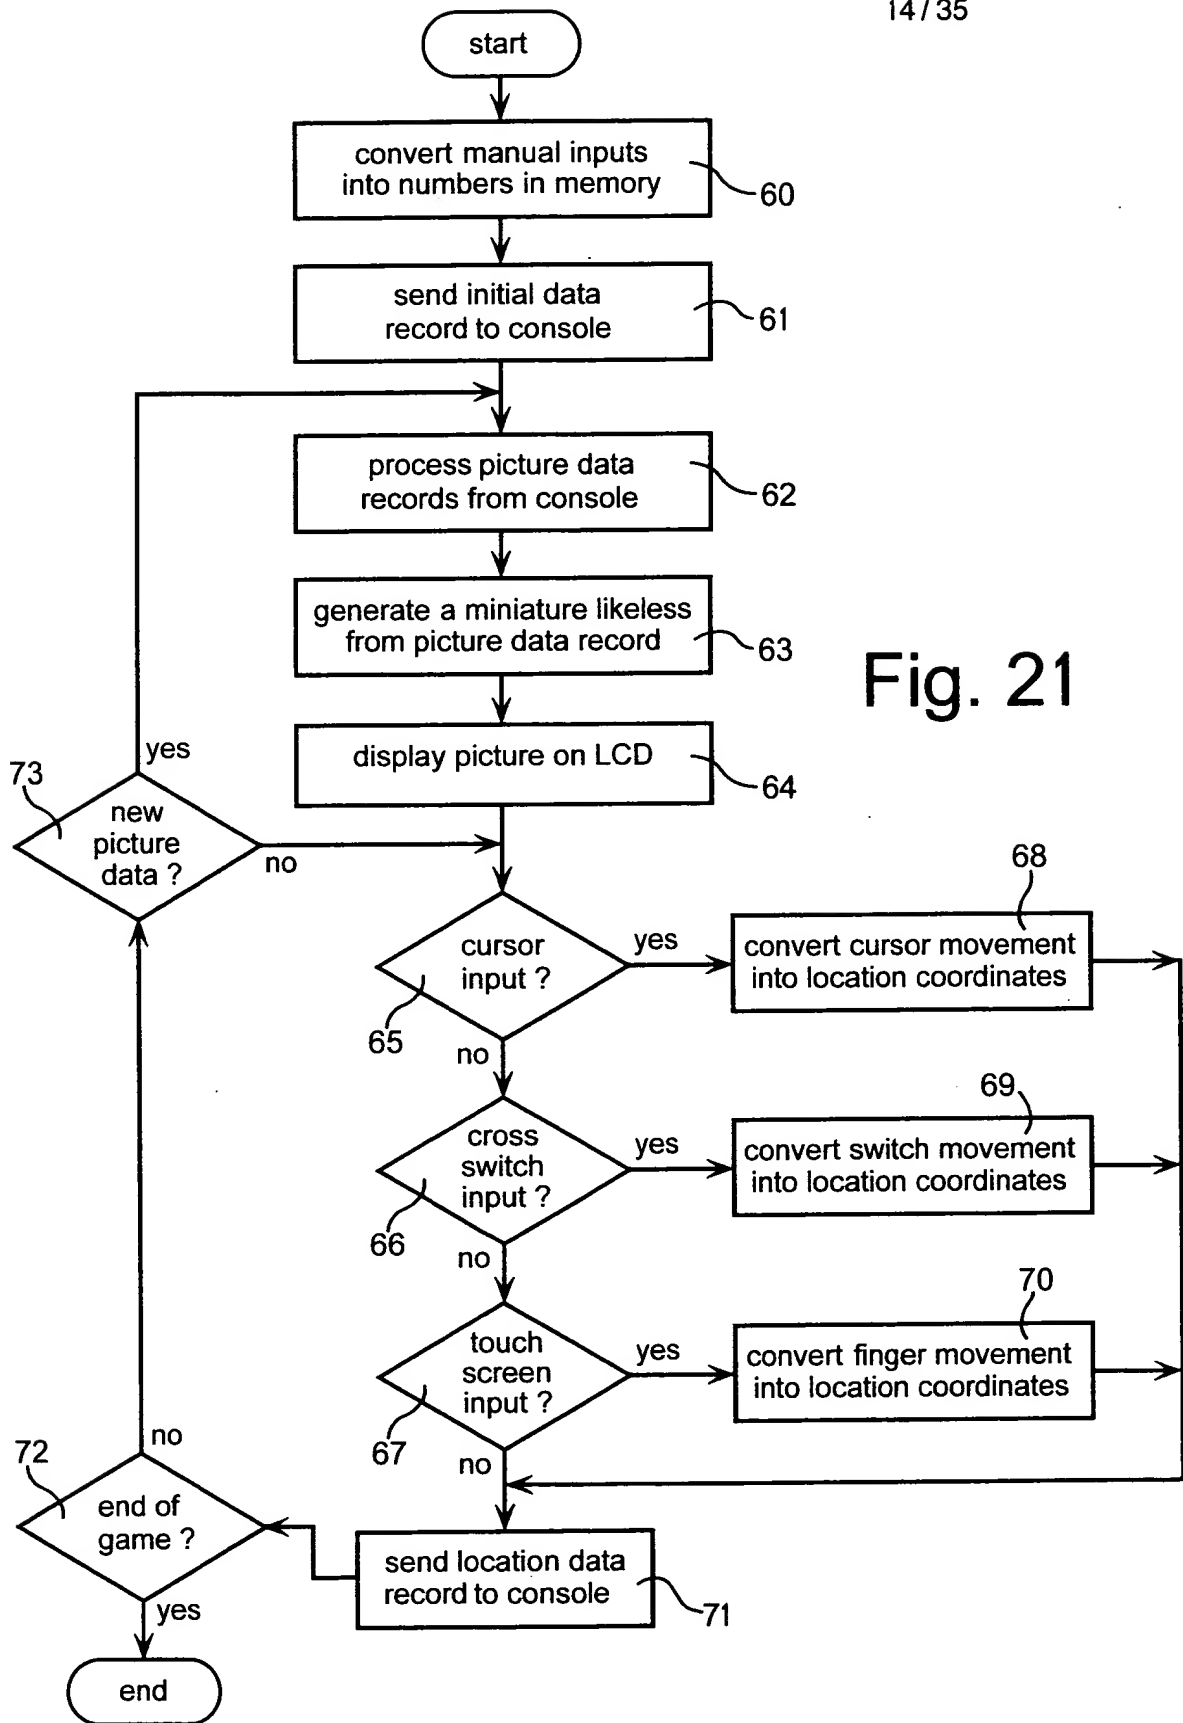 14 / 35
start
convert manual inputs
into numbers in memory
60
send initial data
record to console
61
process picture data
records from console
62
generate a miniature likeless
from picture data record
63
Fig. 21
display picture on LCD
64
yes
73
new
picture
data ?
no
cursor
input ?
65
yes
68
convert cursor movement
into location coordinates
no
cross
switch
input ?
66
yes
69
convert switch movement
into location coordinates
no
touch
screen
input ?
67
yes
70
convert finger movement
into location coordinates
no
no
72
end of
game ?
send location data
record to console
71
yes
end